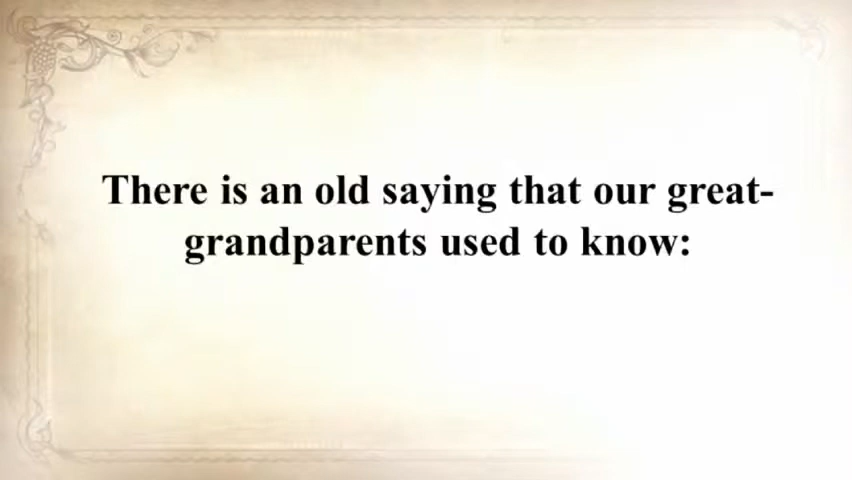 There is an old saying that our great-
grandparents used to know: